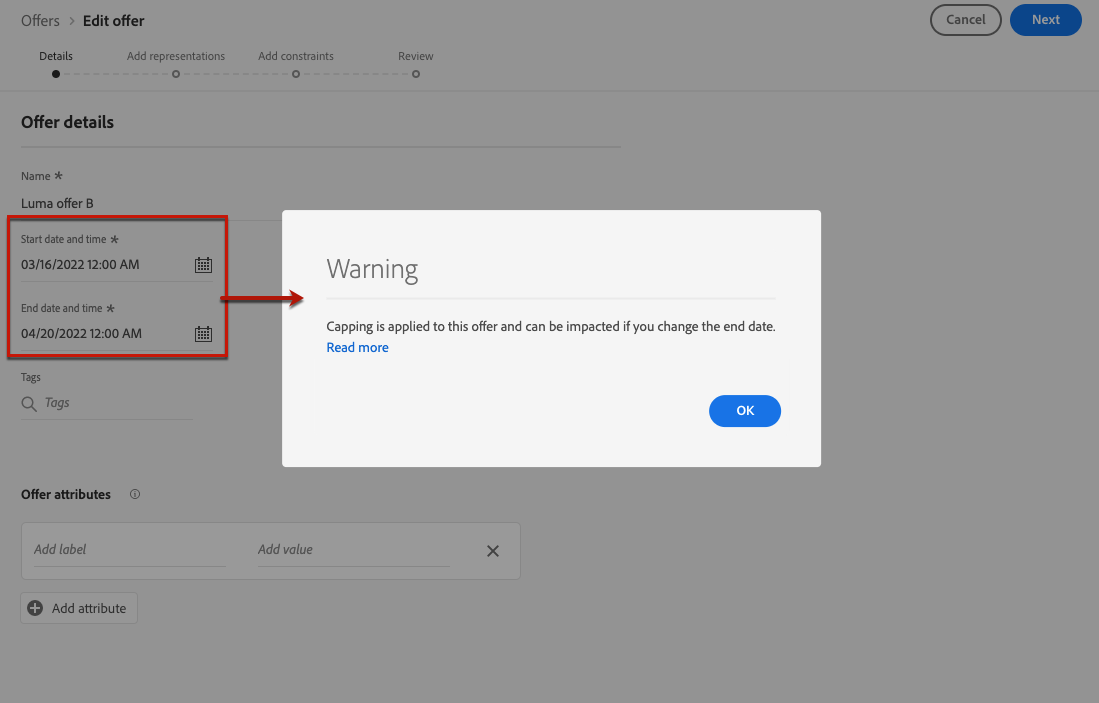 Offers > Edit offer
Cancel
Next
Details
Add representations
Add constraints
Review
Offer details
Name *
Luma offer B
Start date and time *
03/16/2022 12:00 AM
End date and time *
04/20/2022 12:00 AM
Tags
Tags
Warning
Capping is applied to this offer and can be impacted if you change the end date.
Read more
OK
Offer attributes
Add label
Add value
Add attribute